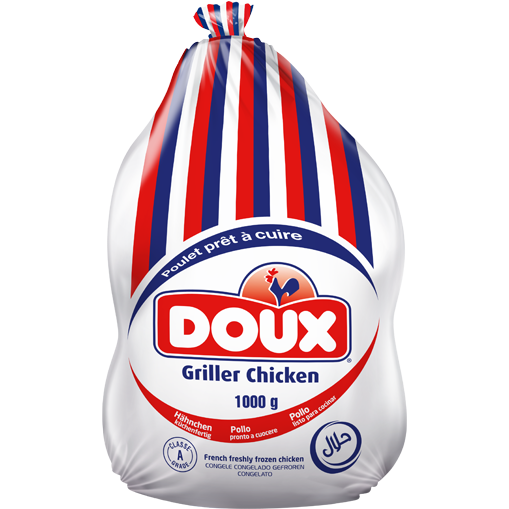 Poulet prêt à cuire
DOUX
®
Griller Chicken
1000 g
Hähnchen
küchenfertig
Pollo
pronto a cuocere
Pollo
listo para cocinar
CLASSE
A
GRADE
حلال
French freshly frozen chicken
CONGELÉ CONGELADO GEFROREN
CONGELATO